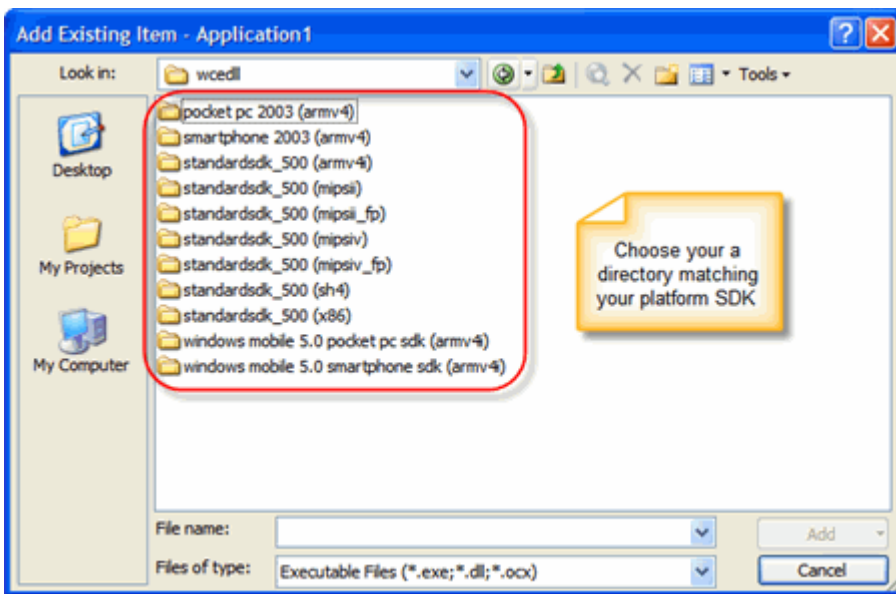 Add Existing Item - Application1
Look in:
wcedll
Tools
Desktop
My Projects
My Computer
pocket pc 2003 (armv4)
smartphone 2003 (armv4)
standardsdk_500 (armv4i)
standardsdk_500 (mipsii)
standardsdk_500 (mipsii_fp)
standardsdk_500 (mipsiv)
standardsdk_500 (mipsiv_fp)
standardsdk_500 (sh4)
standardsdk_500 (x86)
windows mobile 5.0 pocket pc sdk (armv4i)
windows mobile 5.0 smartphone sdk (armv4i)
Choose your a
directory matching
your platform SDK
File name:
Add
Files of type:
Executable Files (*.exe;*.dll;*.ocx)
Cancel